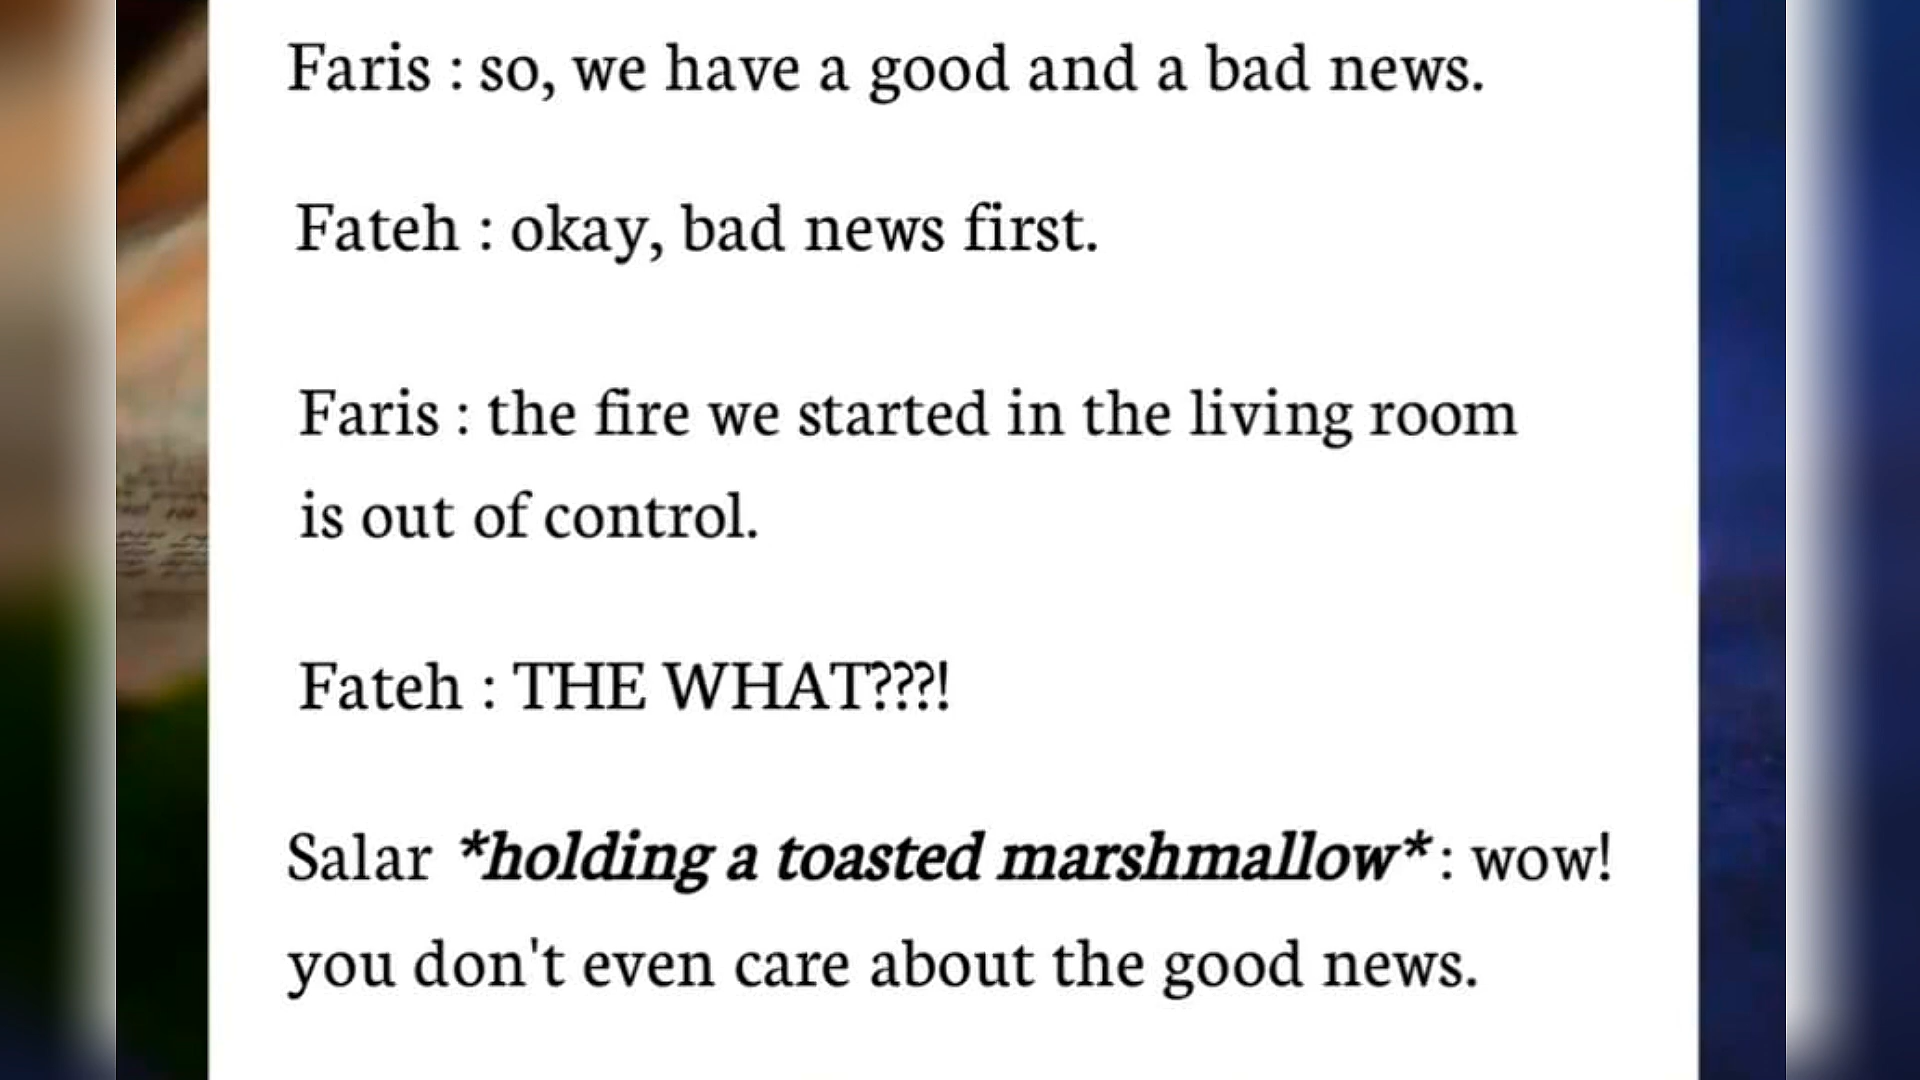 Faris : so, we have a good and a bad news.
Fateh : okay, bad news first.
Faris : the fire we started in the living room
is out of control.
Fateh : THE WHAT???!
Salar *holding a toasted marshmallow* : wow!
you don't even care about the good news.